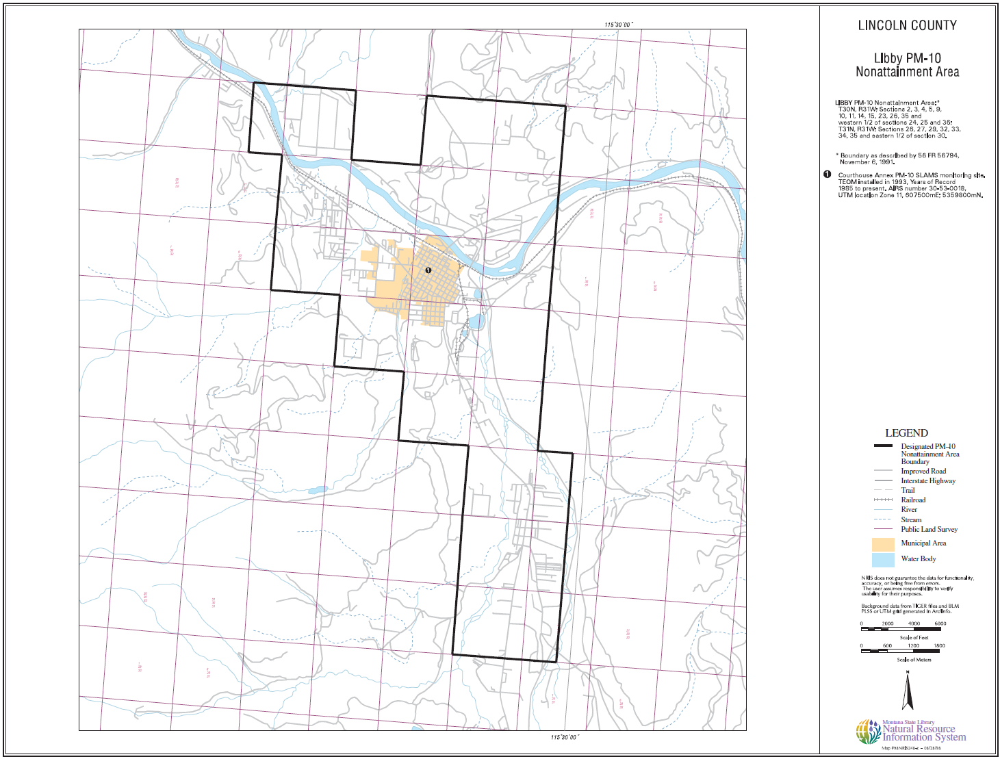 115°30'00"
LINCOLN COUNTY
Libby PM-10
Nonattainment Area
LIBBY PM-10 Nonattainment Area:*
T30N, R31W: Sections 2, 3, 4, 5, 9,
10, 11, 14, 15, 23, 26, 35 and
western 1/2 of sections 24, 25 and 36;
T31N, R31W: Sections 26, 27, 29, 32, 33,
34, 35 and eastern 1/2 of section 30.
* Boundary as described by 56 FR 56794,
November 6, 1991.
1 Courthouse Annex PM-10 SLAMS monitoring site.
TEOM installed in 1993, Years of Record
1985 to present. AIRS number 30-53-0018,
UTM location Zone 11, 607500mE; 5359800mN.
1
LEGEND
Designated PM-10
Nonattainment Area
Boundary
Improved Road
Interstate Highway
Trail
Railroad
River
Stream
Public Land Survey
Municipal Area
Water Body
NRIS does not guarantee the data for functionality,
accuracy, or being free from errors.
The user assumes responsibility to verify
usability for their purposes.
Background data from TIGER files and BLM
PLSS or UTM grid generated in Arc/Info.
0 2000 4000 6000
Scale of Feet
0 600 1200 1800
Scale of Meters
N
Montana State Library
Natural Resource
Information System
115°30'00"